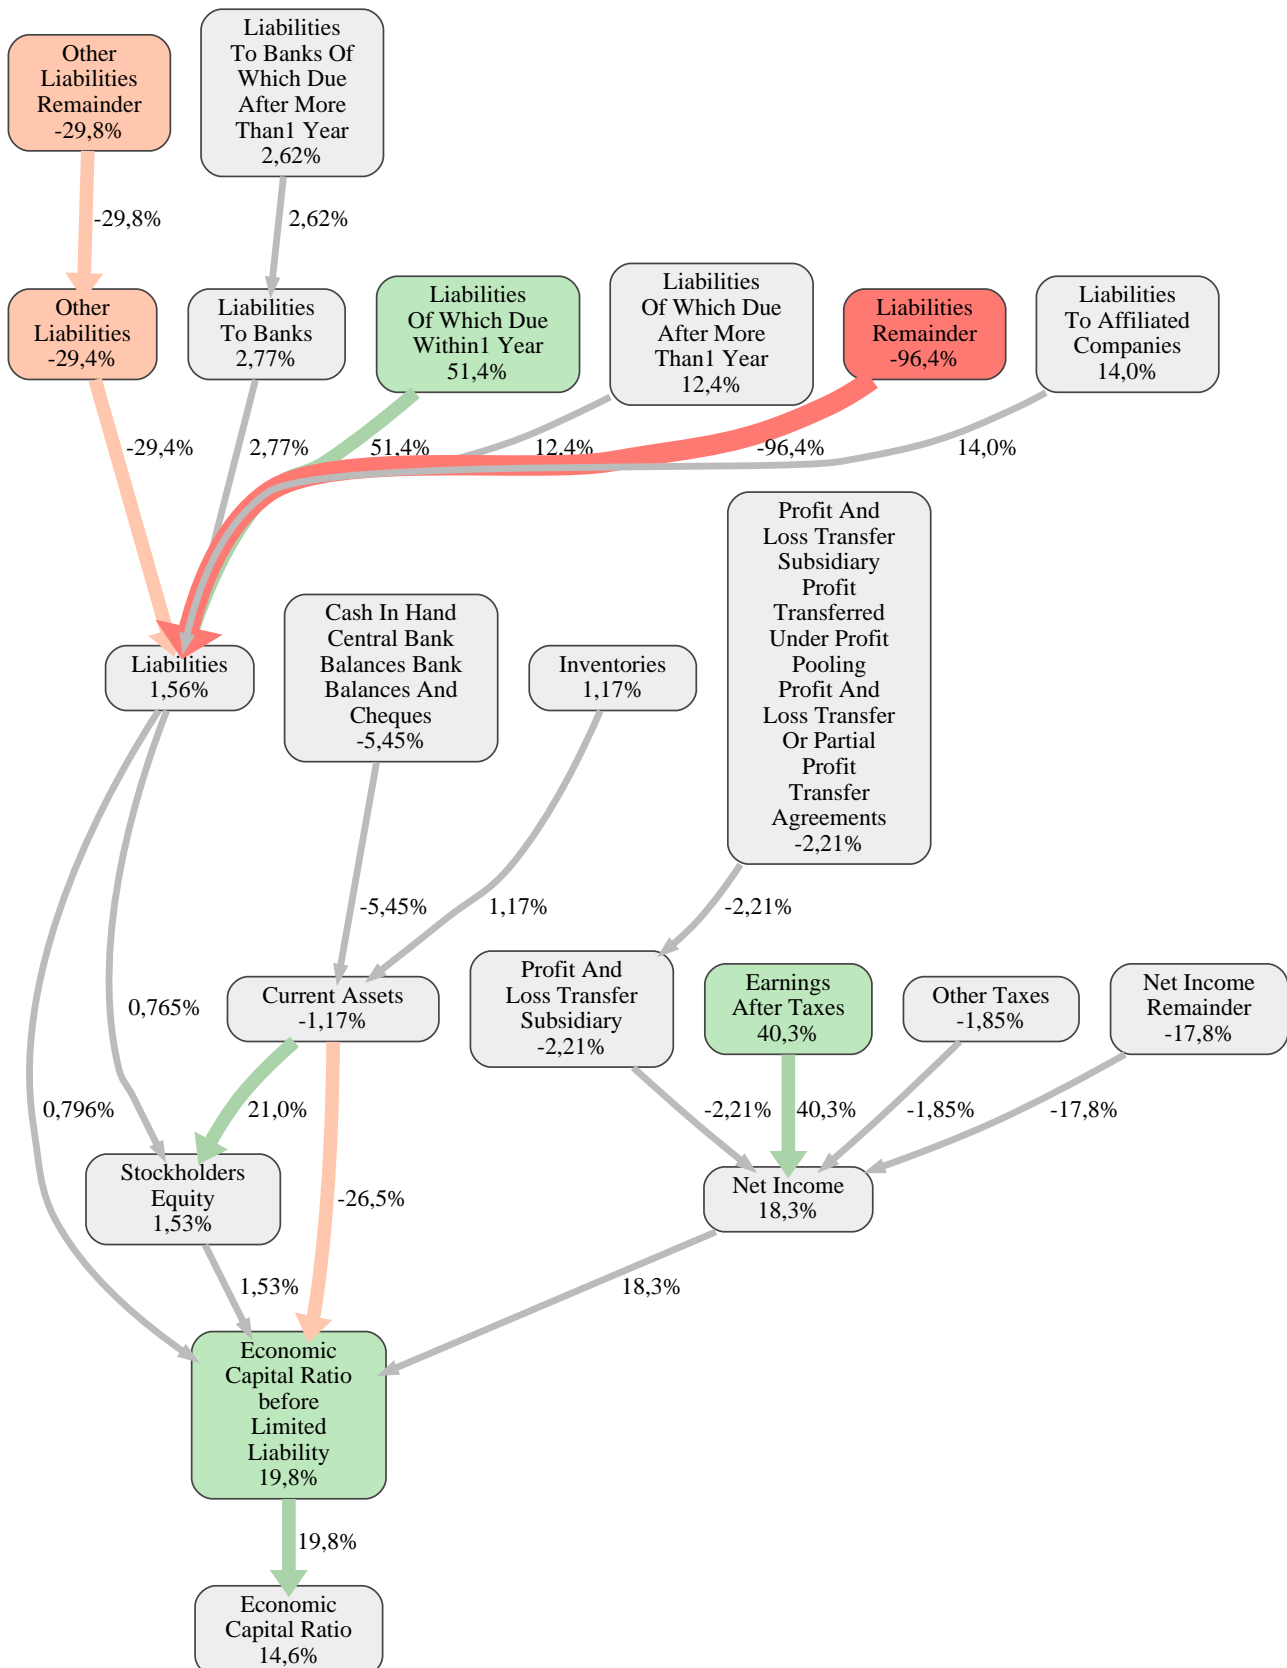 Other
Liabilities
Remainder
-29,8%
Liabilities
To Banks Of
Which Due
After More
Than1 Year
2,62%
-29,8%
2,62%
Other
Liabilities
-29,4%
Liabilities
To Banks
2,77%
Liabilities
Of Which Due
Within1 Year
51,4%
Liabilities
Of Which Due
After More
Than1 Year
12,4%
Liabilities
Remainder
-96,4%
Liabilities
To Affiliated
Companies
14,0%
-29,4%
2,77%
51,4%
12,4%
-96,4%
14,0%
Profit And
Loss Transfer
Subsidiary
Profit
Transferred
Under Profit
Pooling
Profit And
Loss Transfer
Or Partial
Profit
Transfer
Agreements
-2,21%
Liabilities
1,56%
Cash In Hand
Central Bank
Balances Bank
Balances And
Cheques
-5,45%
Inventories
1,17%
-5,45%
1,17%
-2,21%
0,765%
Current Assets
-1,17%
Profit And
Loss Transfer
Subsidiary
-2,21%
Earnings
After Taxes
40,3%
Other Taxes
-1,85%
Net Income
Remainder
-17,8%
0,796%
21,0%
-2,21%
40,3%
-1,85%
-17,8%
Stockholders
Equity
1,53%
-26,5%
Net Income
18,3%
1,53%
18,3%
Economic
Capital Ratio
before
Limited
Liability
19,8%
19,8%
Economic
Capital Ratio
14,6%